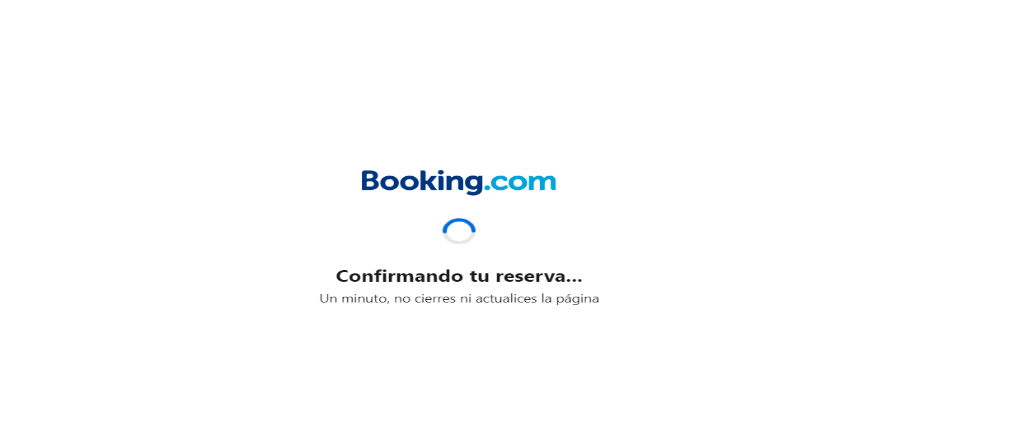 Booking.com
Confirmando tu reserva...
Un minuto, no cierres ni actualices la página